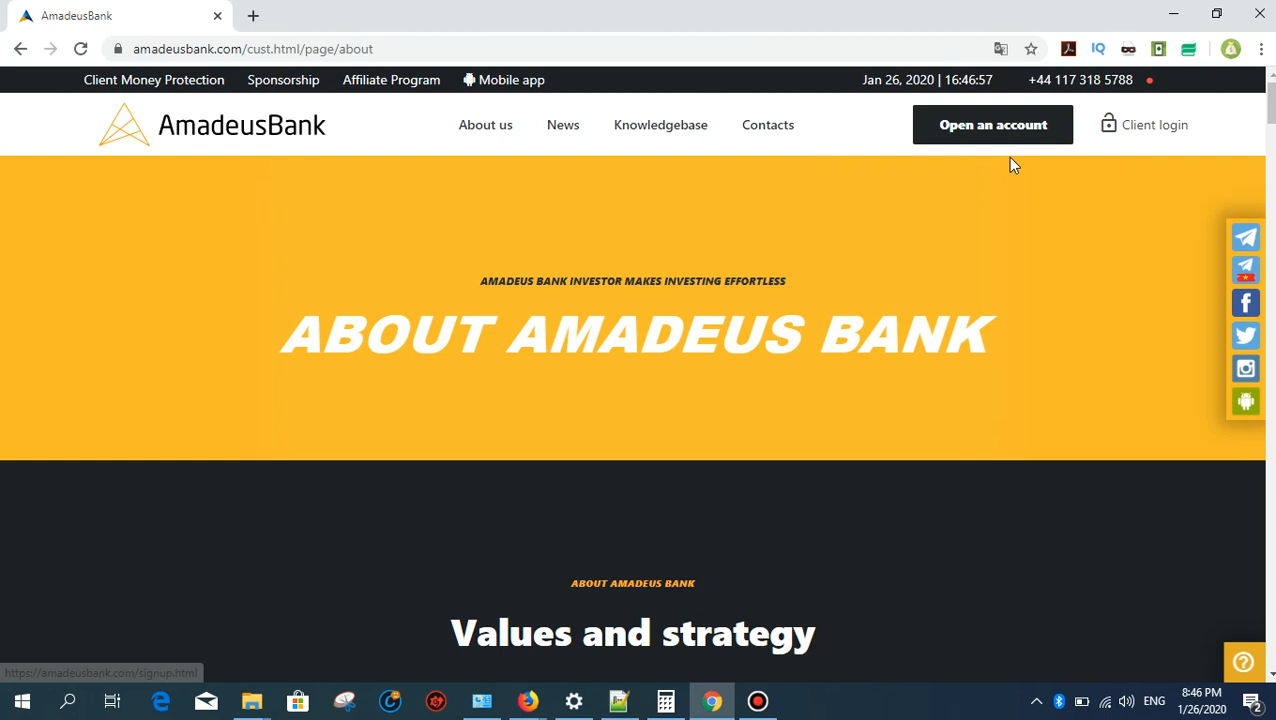 AmadeusBank
amadeusbank.com/cust.html/page/about
IQ
Client Money Protection Sponsorship Affiliate Program Mobile app Jan 26, 2020 | 16:46:57 +44 117 318 5788
AmadeusBank About us News Knowledgebase Contacts Open an account Client login
AMADEUS BANK INVESTOR MAKES INVESTING EFFORTLESS
ABOUT AMADEUS BANK
ABOUT AMADEUS BANK
Values and strategy
https://amadeusbank.com/signup.html
ENG 8:46 PM
1/26/2020 2